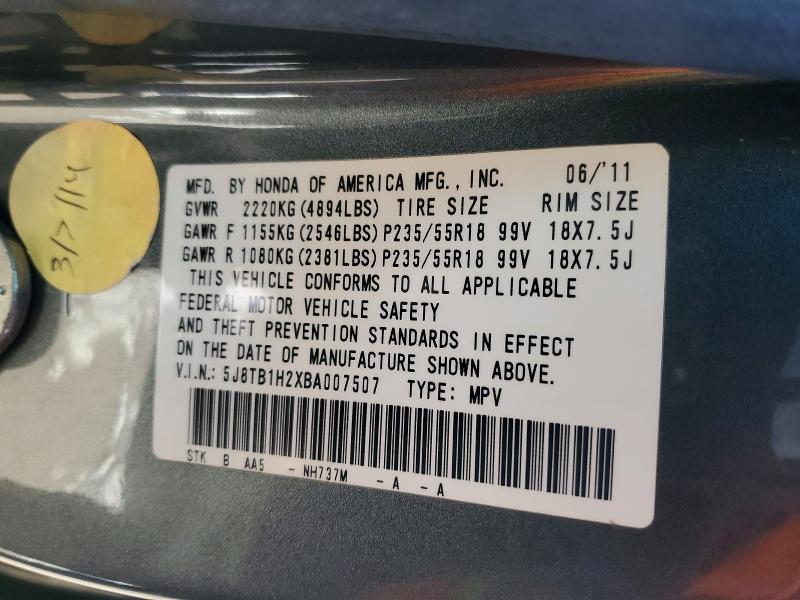 MFD. BY HONDA OF AMERICA MFG., INC. 06/'11
GVWR 2220KG(4894LBS) TIRE SIZE RIM SIZE
GAWR F 1155KG(2546LBS) P235/55R18 99V 18X7.5J
GAWR R 1080KG(2381LBS) P235/55R18 99V 18X7.5J
THIS VEHICLE CONFORMS TO ALL APPLICABLE
FEDERAL MOTOR VEHICLE SAFETY
AND THEFT PREVENTION STANDARDS IN EFFECT
ON THE DATE OF MANUFACTURE SHOWN ABOVE.
V.I.N.: 5J8TB1H2XBA007507 TYPE: MPV
STK B AA5 - NH737M - A - A